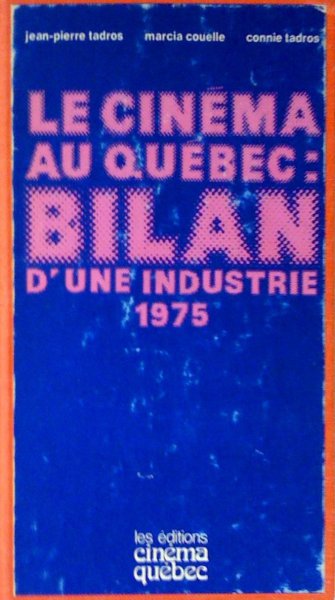 jean-pierre tadros marcia couelle connie tadros
LE CINÉMA
AU QUÉBEC:
BILAN
D'UNE INDUSTRIE
1975
les éditions
cinéma
québec